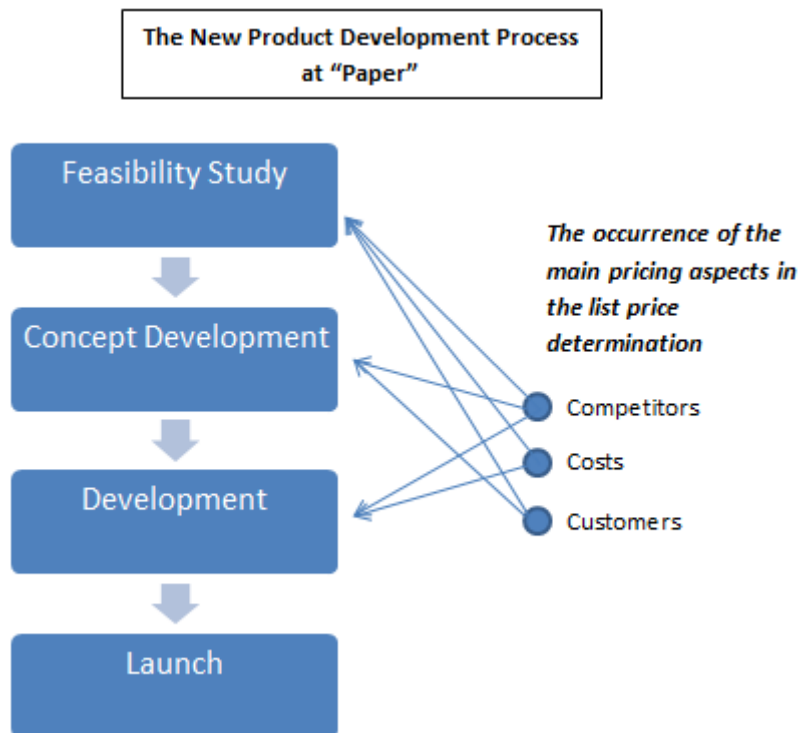 The New Product Development Process
at “Paper”
Feasibility Study
The occurrence of the
main pricing aspects in
the list price
determination
Concept Development
Competitors
Costs
Development
Customers
Launch